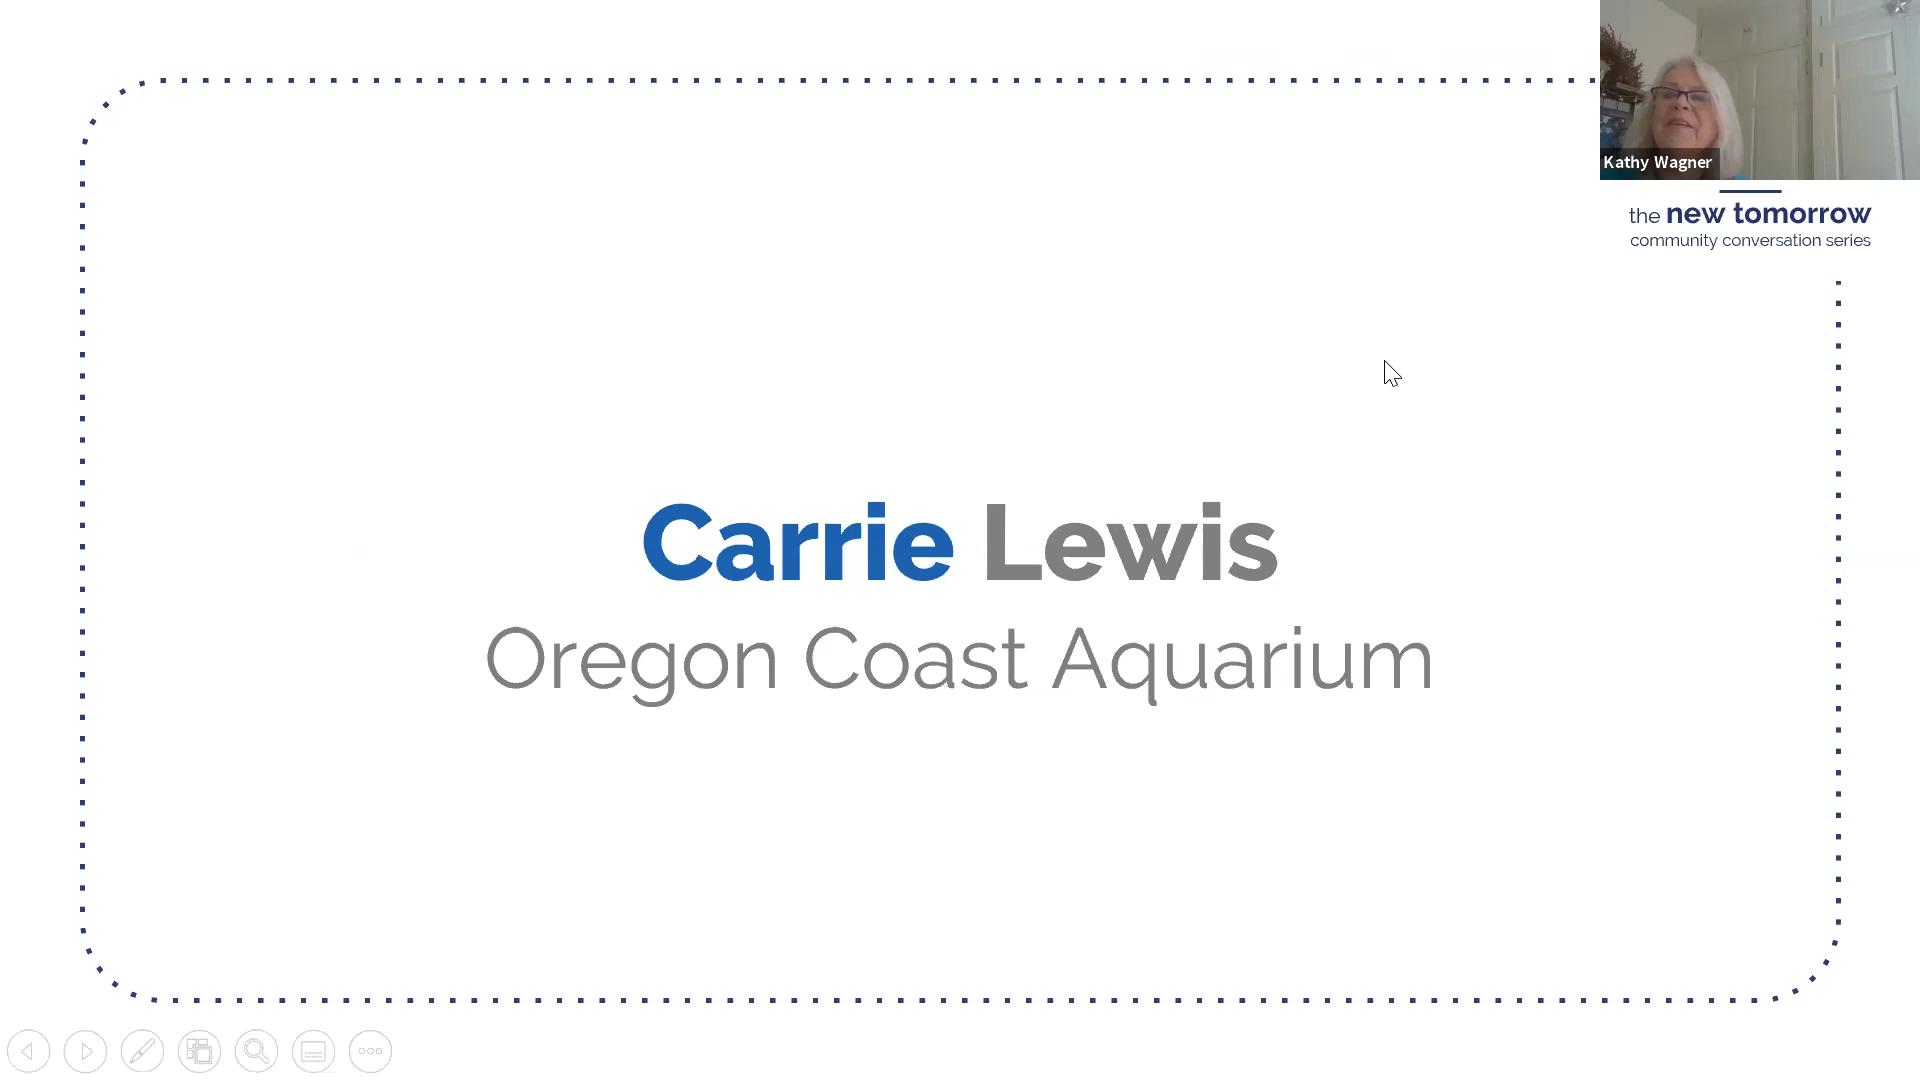 Kathy Wagner
the new tomorrow
community conversation series
Carrie Lewis
Oregon Coast Aquarium